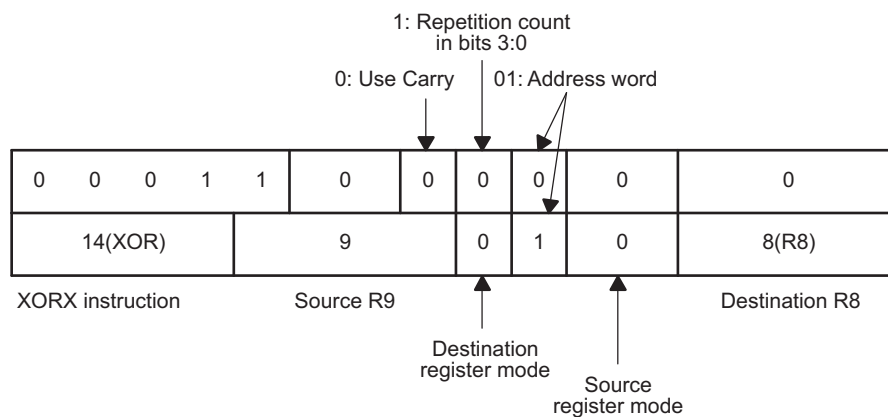 1: Repetition count
in bits 3:0
0: Use Carry
01: Address word
0 0 0 1 1 0 0 0 0 0 0
14(XOR) 9 0 1 0 8(R8)
XORX instruction
Source R9
Destination R8
Destination
register mode
Source
register mode